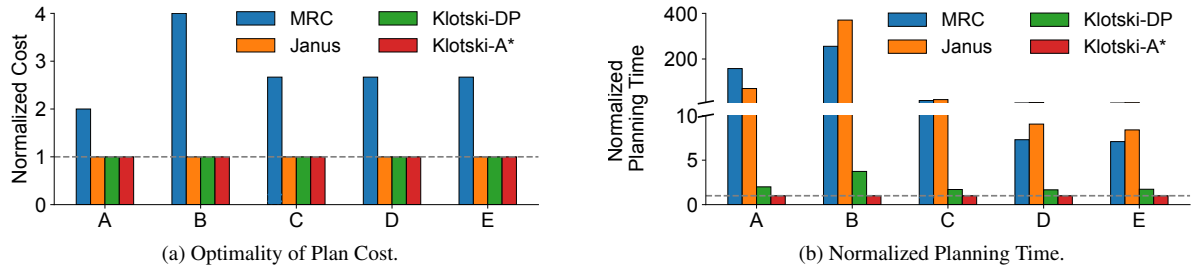 Normalized Cost
4
3
2
1
0
MRC
Janus
Klotski-DP
Klotski-A*
A
B
C
D
E
(a) Optimality of Plan Cost.
Normalized
Planning Time
400
200
10
5
0
MRC
Janus
Klotski-DP
Klotski-A*
A
B
C
D
E
(b) Normalized Planning Time.